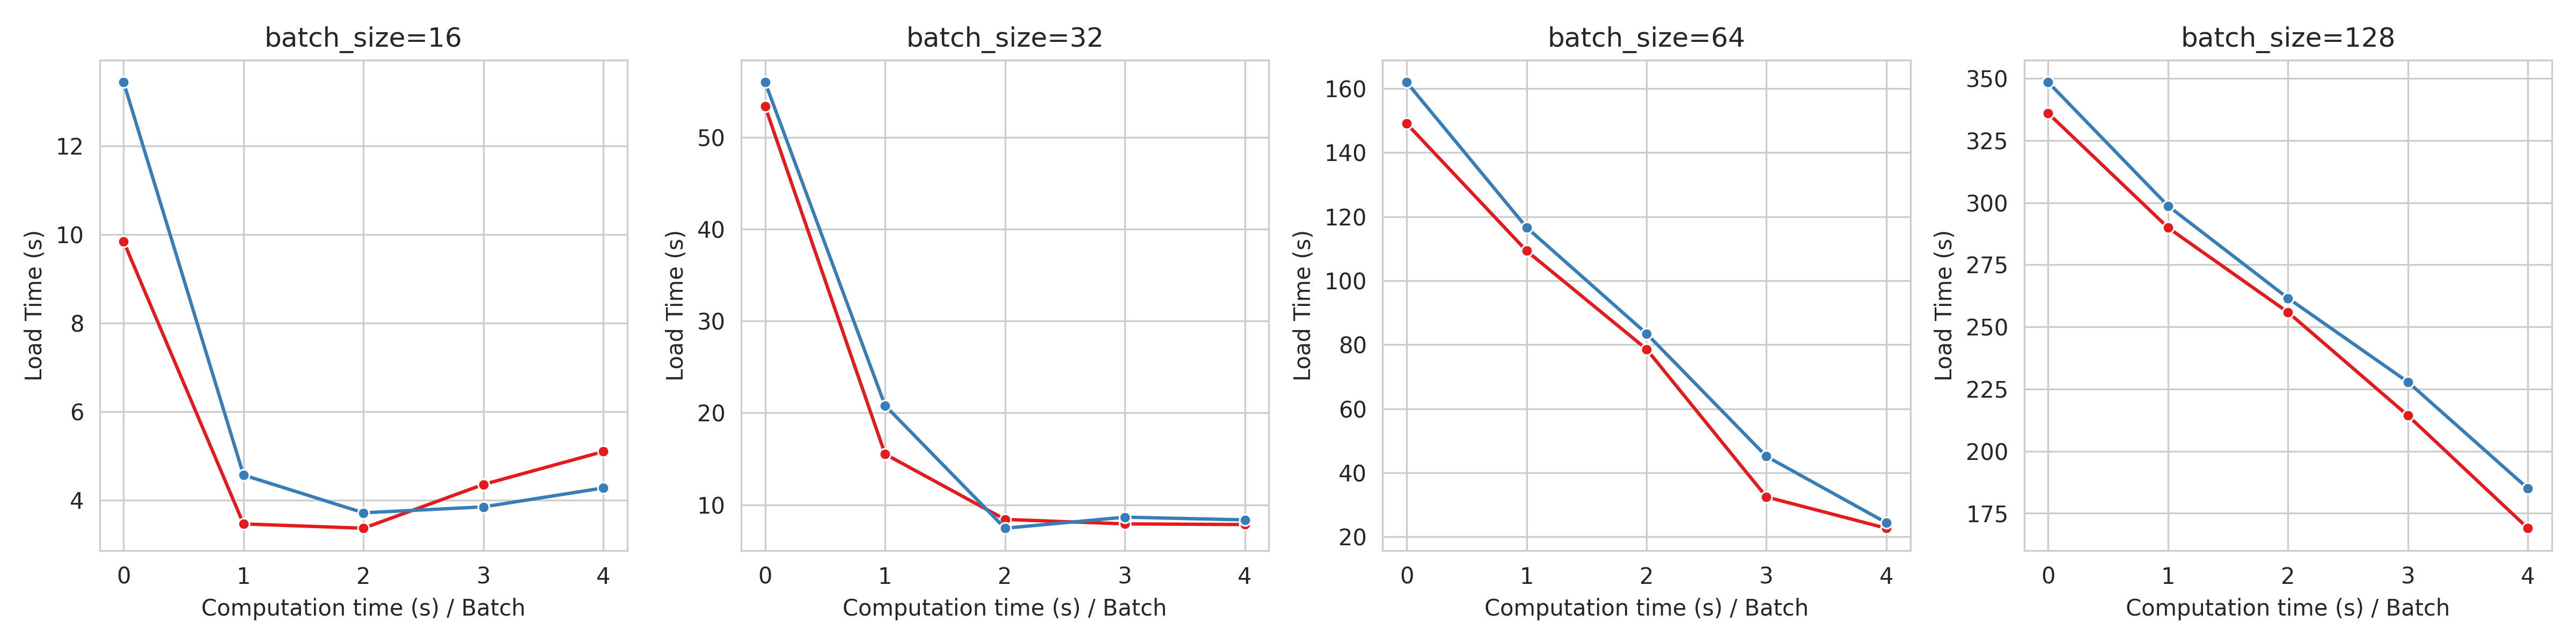 batch_size=16
12
10
8
6
4
Load Time (s)
0 1 2 3 4
Computation time (s) / Batch
batch_size=32
50
40
30
20
10
Load Time (s)
0 1 2 3 4
Computation time (s) / Batch
batch_size=64
160
140
120
100
80
60
40
20
Load Time (s)
0 1 2 3 4
Computation time (s) / Batch
batch_size=128
350
325
300
275
250
225
200
175
Load Time (s)
0 1 2 3 4
Computation time (s) / Batch